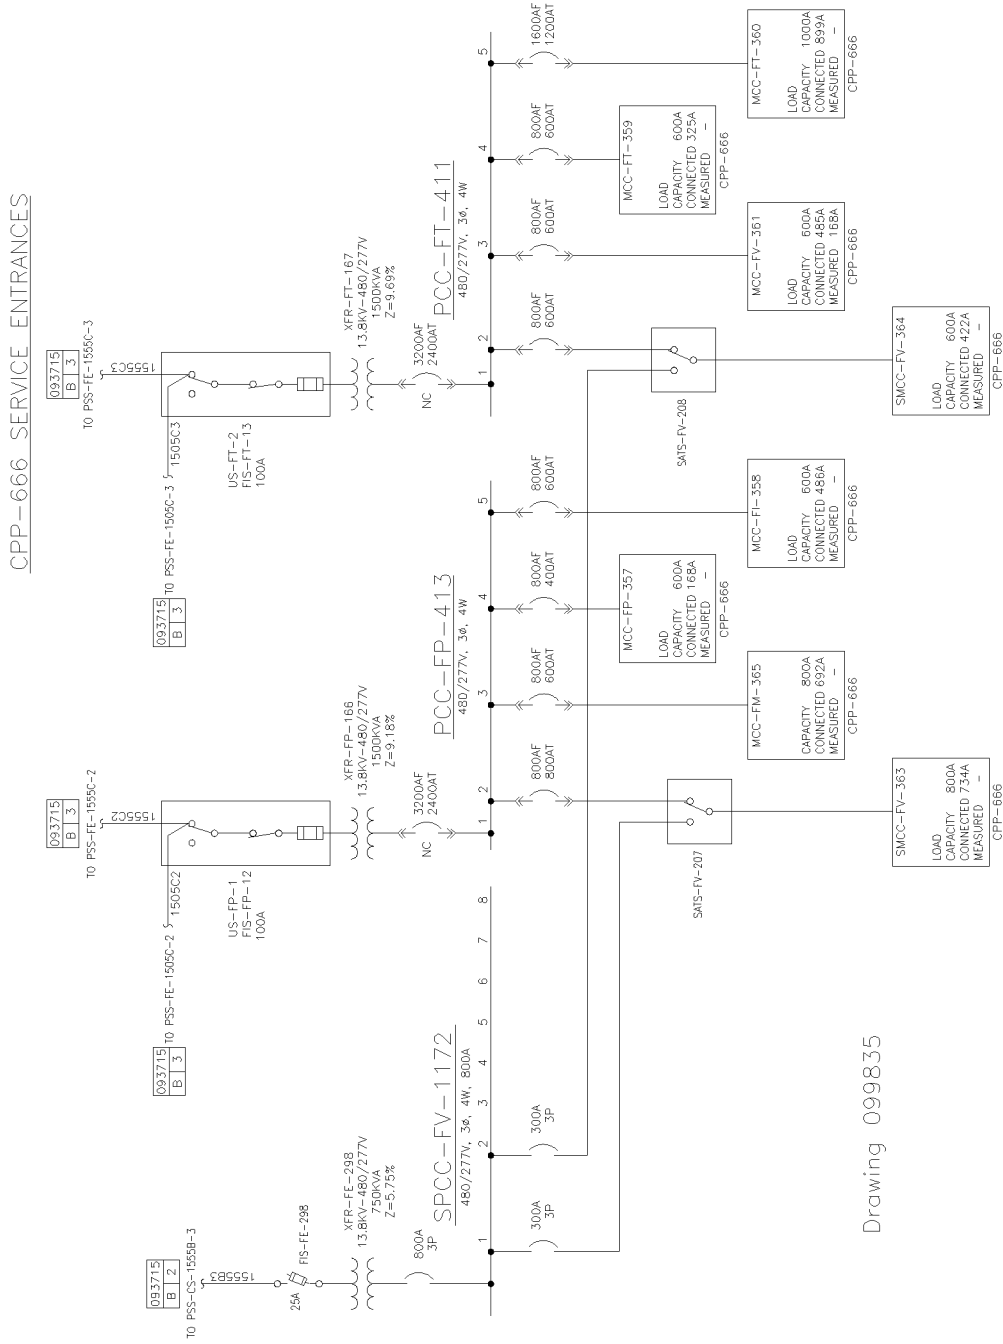 CPP-666 SERVICE ENTRANCES
093715
B 2
TO PSS-CS-1555B-3
1555B3
25A
FIS-FE-298
XFR-FE-298
13.8KV-480/277V
750KVA
Z=5.75%
800A
3P
SPCC-FV-1172
480/277V, 3ø, 4W, 800A
1
2
3
4
5
6
7
8
300A
3P
300A
3P
093715
B 3
TO PSS-FE-1505C-2
1505C2
093715
B 3
TO PSS-FE-1555C-2
1555C2
US-FP-1
FIS-FP-12
100A
XFR-FP-166
13.8KV-480/277V
1500KVA
Z=9.18%
3200AF
2400AT
NC
PCC-FP-413
480/277V, 3ø, 4W
1
2
3
4
5
800AF
800AT
800AF
600AT
800AF
400AT
800AF
600AT
SATS-FV-207
SMCC-FV-363
LOAD
CAPACITY 800A
CONNECTED 734A
MEASURED -
CPP-666
MCC-FM-365
CAPACITY 800A
CONNECTED 692A
MEASURED -
CPP-666
MCC-FP-357
LOAD
CAPACITY 600A
CONNECTED 168A
MEASURED -
CPP-666
MCC-FI-358
LOAD
CAPACITY 600A
CONNECTED 486A
MEASURED -
CPP-666
093715
B 3
TO PSS-FE-1505C-3
1505C3
093715
B 3
TO PSS-FE-1555C-3
1555C3
US-FT-2
FIS-FT-13
100A
XFR-FT-167
13.8KV-480/277V
1500KVA
Z=9.69%
3200AF
2400AT
NC
PCC-FT-411
480/277V, 3ø, 4W
1
2
3
4
5
800AF
600AT
800AF
600AT
800AF
600AT
1600AF
1200AT
SATS-FV-208
SMCC-FV-364
LOAD
CAPACITY 600A
CONNECTED 422A
MEASURED -
CPP-666
MCC-FV-361
LOAD
CAPACITY 600A
CONNECTED 485A
MEASURED 168A
CPP-666
MCC-FT-359
LOAD
CAPACITY 600A
CONNECTED 325A
MEASURED -
CPP-666
MCC-FT-360
LOAD
CAPACITY 1000A
CONNECTED 899A
MEASURED -
CPP-666
Drawing 099835